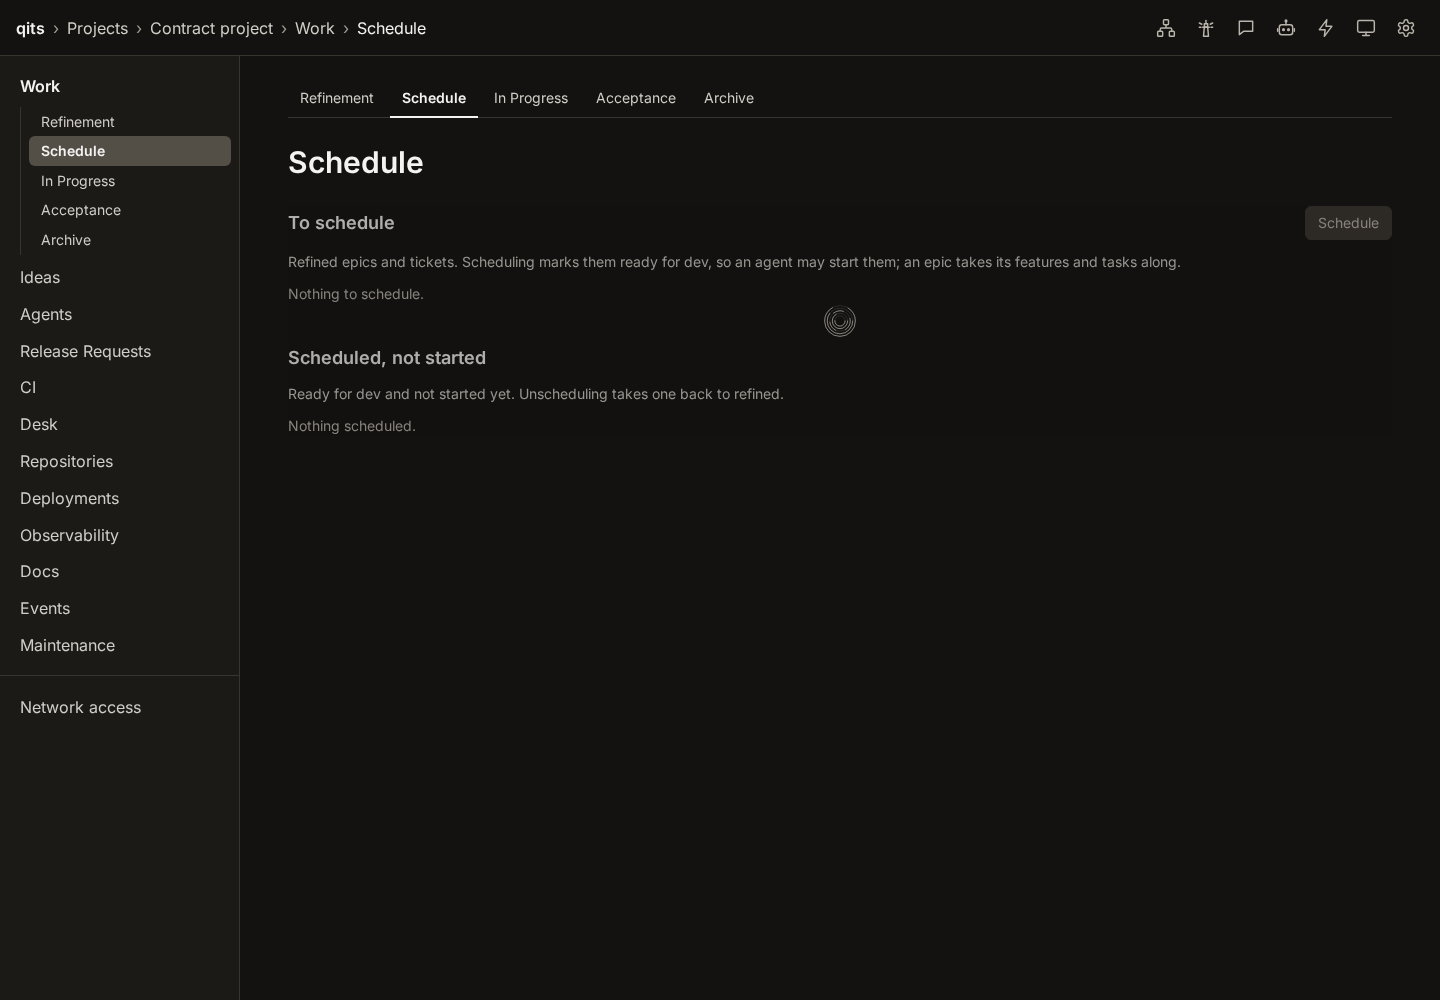 qits › Projects › Contract project › Work › Schedule
Work
Refinement
Schedule
In Progress
Acceptance
Archive
Ideas
Agents
Release Requests
CI
Desk
Repositories
Deployments
Observability
Docs
Events
Maintenance
Network access
Refinement Schedule In Progress Acceptance Archive
Schedule
To schedule Schedule
Refined epics and tickets. Scheduling marks them ready for dev, so an agent may start them; an epic takes its features and tasks along.
Nothing to schedule.
Scheduled, not started
Ready for dev and not started yet. Unscheduling takes one back to refined.
Nothing scheduled.